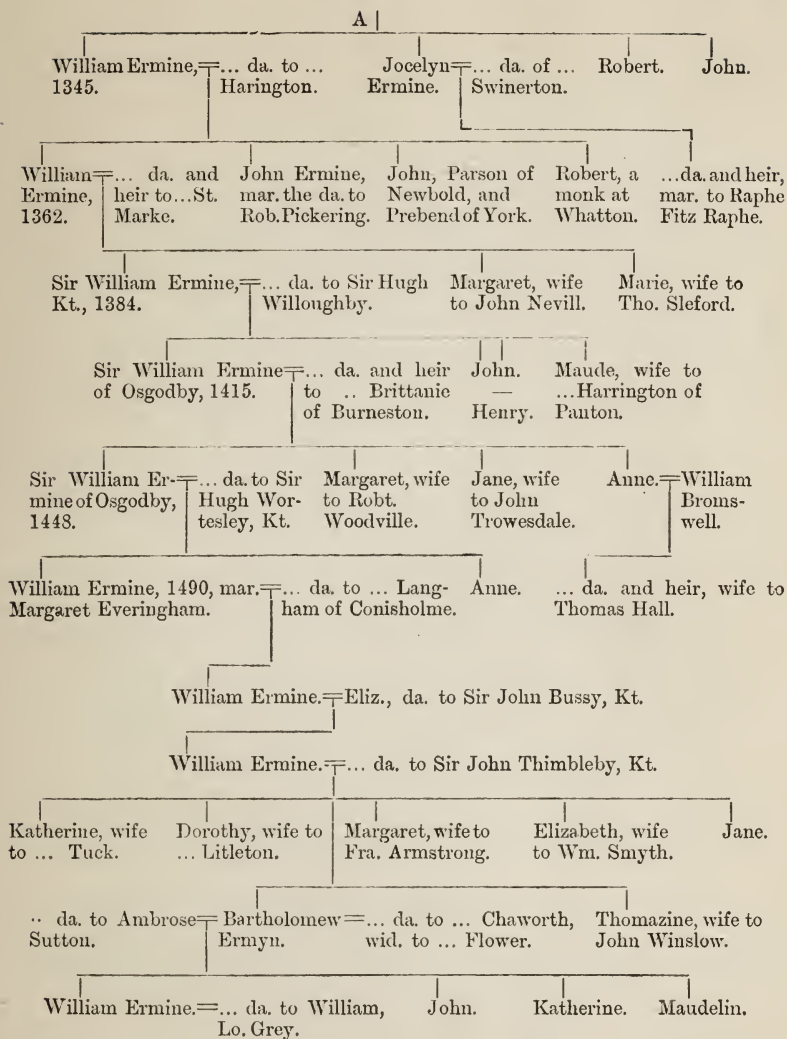 A
William Ermine, ... da. to ... Jocelyn ... da. of ... Robert. John.
1345. Harington. Ermine. Swinerton.
William ... da. and John Ermine, John, Parson of Robert, a ...da. and heir,
Ermine, heir to...St. mar. the da. to Newbold, and monk at mar. to Raphe
1362. Marke. Rob. Pickering. Prebend of York. Whatton. Fitz Raphe.
Sir William Ermine, ... da. to Sir Hugh Margaret, wife Marie, wife to
Kt., 1384. Willoughby. to John Nevill. Tho. Sleford.
Sir William Ermine ... da. and heir John. Maude, wife to
of Osgodby, 1415. to .. Brittanie — ...Harrington of
of Burneston. Henry. Panton.
Sir William Er- ... da. to Sir Margaret, wife Jane, wife Anne. William
mine of Osgodby, Hugh Wor- to Robt. to John Broms-
1448. tesley, Kt. Woodville. Trowesdale. well.
William Ermine, 1490, mar. ... da. to ... Lang- Anne. ... da. and heir, wife to
Margaret Everingham. ham of Conisholme. Thomas Hall.
William Ermine. Eliz., da. to Sir John Bussy, Kt.
William Ermine. ... da. to Sir John Thimbleby, Kt.
Katherine, wife Dorothy, wife to Margaret, wife to Elizabeth, wife Jane.
to ... Tuck. ... Litleton. Fra. Armstrong. to Wm. Smyth.
.. da. to Ambrose Bartholomew ... da. to ... Chaworth, Thomazine, wife to
Sutton. Ermyn. wid. to ... Flower. John Winslow.
William Ermine. ... da. to William, John. Katherine. Maudelin.
Lo. Grey.